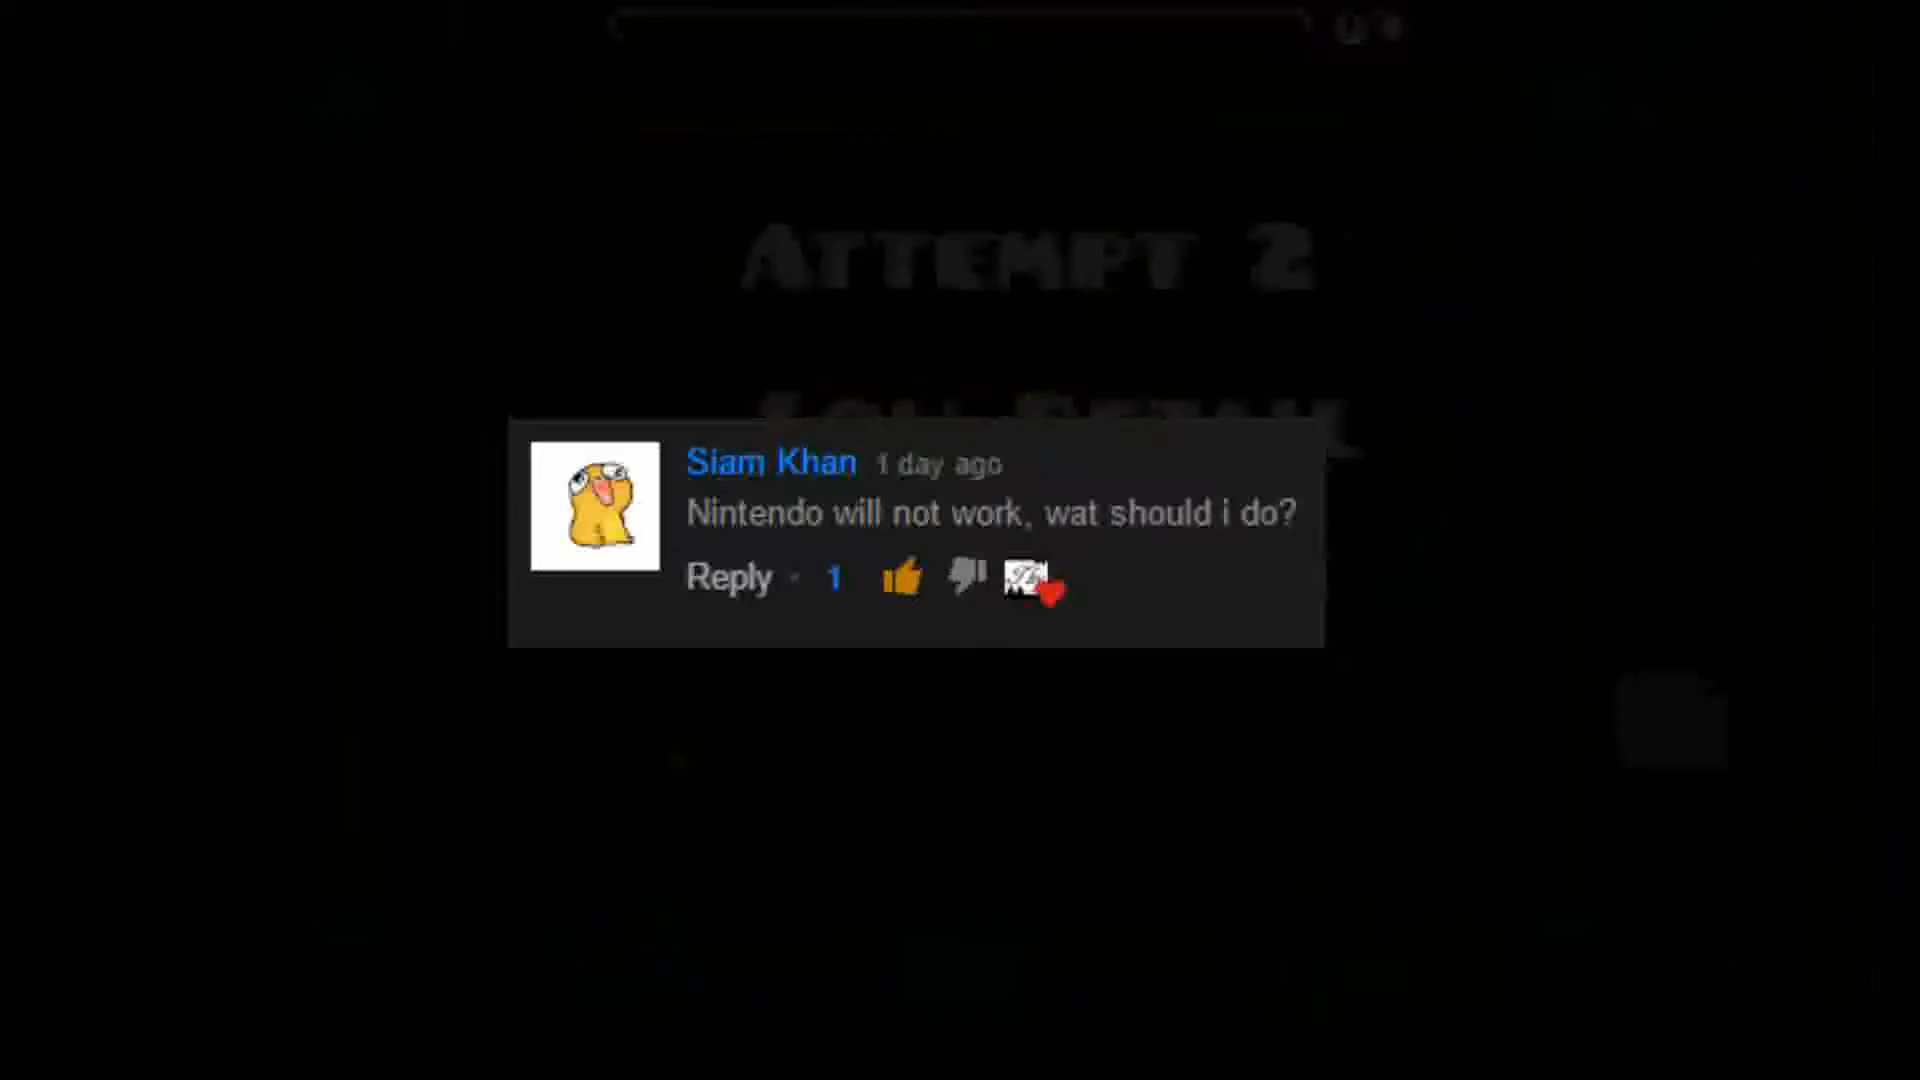 ATTEMPT 2
Siam Khan 1 day ago
Nintendo will not work, wat should i do?
Reply · 1